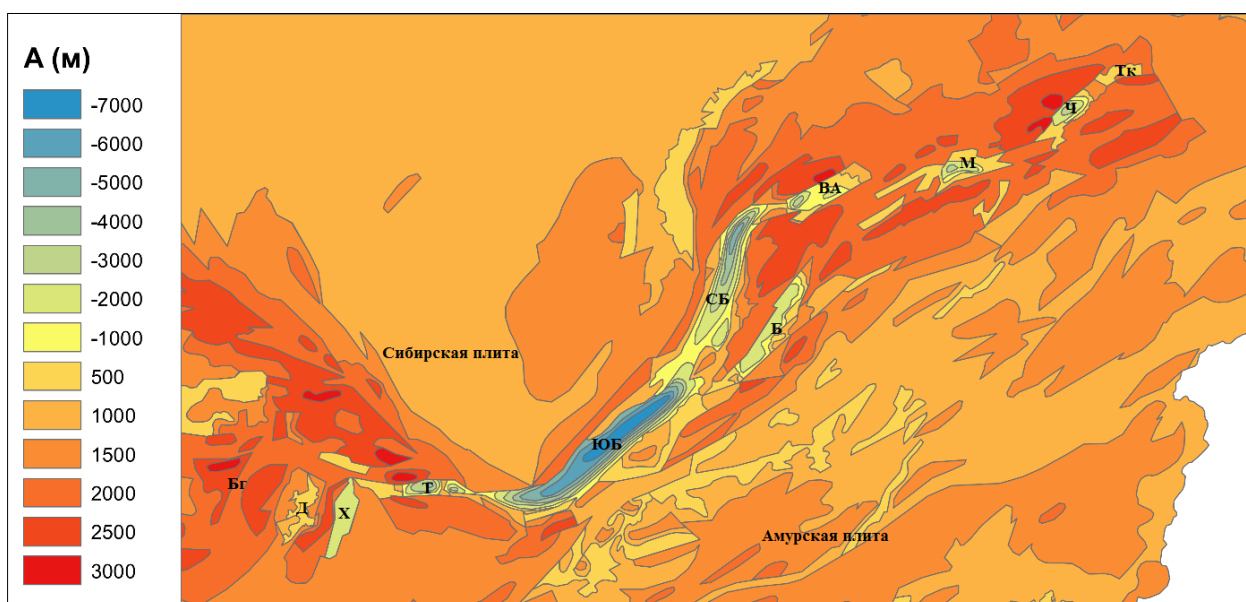 А (м)
-7000
-6000
-5000
-4000
-3000
-2000
-1000
500
1000
1500
2000
2500
3000
Тк
Ч
М
ВА
СБ
Б
Сибирская плита
ЮБ
Бг
Т
Д
Х
Амурская плита